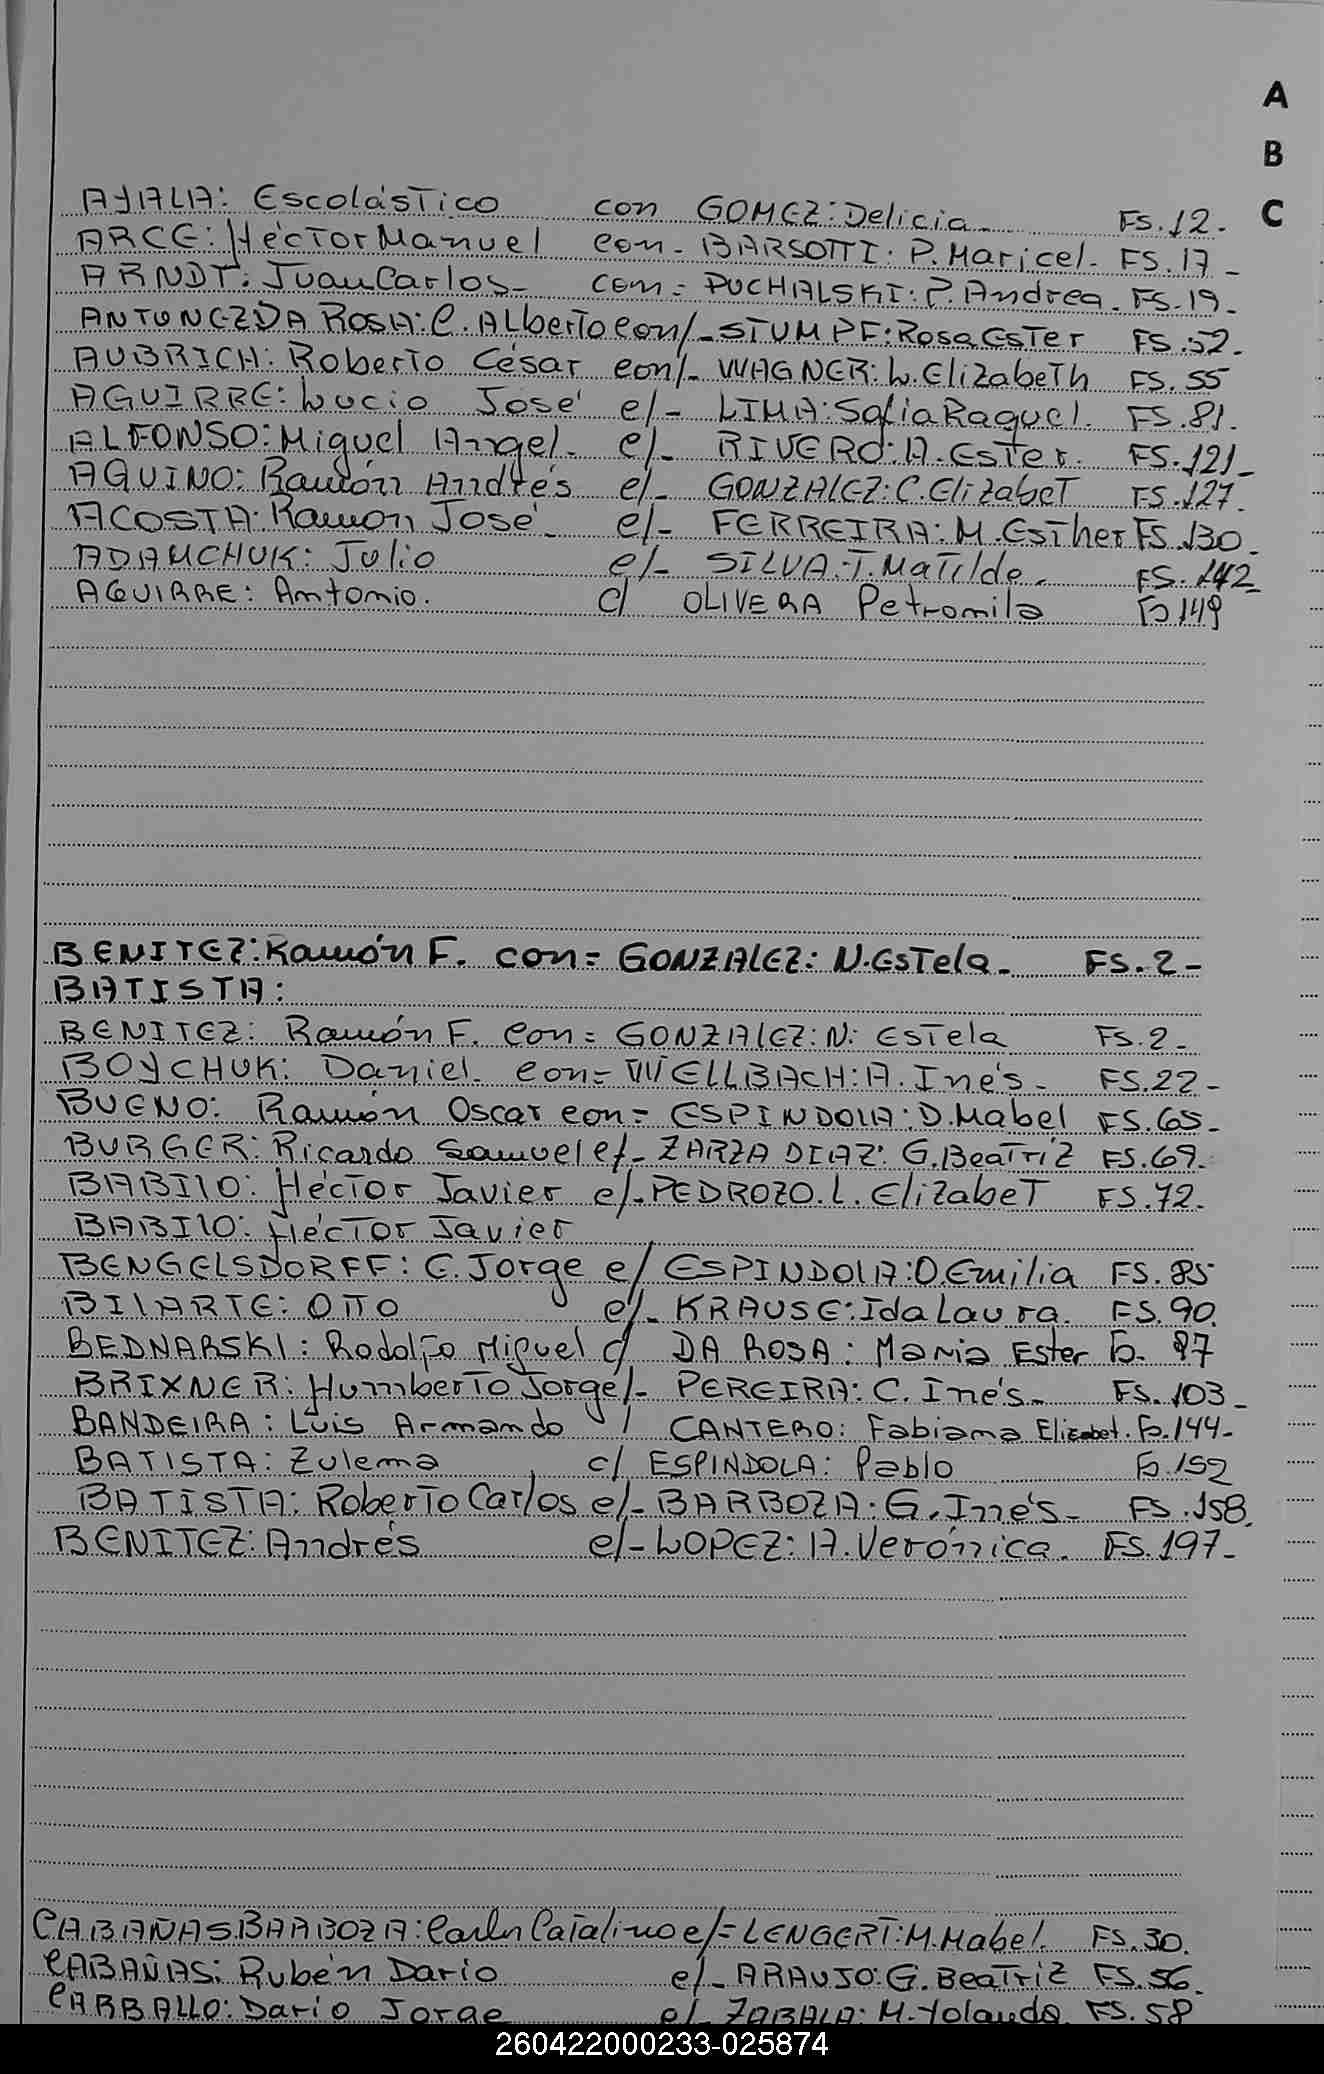 A
B
C
AYALA: Escolástico con GOMEZ: Delicia. FS.12.
ARCE: Héctor Manuel con- BARSOTTI: P. Maricel- FS.17-
ARNDT: Juan Carlos- con= PUCHALSKI: P. Andrea. FS.19.
ANTUNEZ DA ROSA: C. Alberto con/- STUMPF: Rosa Ester FS.52.
AUBRICH: Roberto César con/- WAGNER: L. Elizabeth FS. 55
AGUIRRE: Lucio José c/- LIMA: Sofia Raquel. FS.81.
ALFONSO: Miguel Angel. c/- RIVERO: A. Ester. FS.121-
AQUINO: Ramón Andrés c/- GONZALEZ: C. Elizabet FS.127.
ACOSTA: Ramon José- c/- FERREIRA: M. Esther FS.130.
ADAMCHUK: Julio c/- SILVA: T. Matilde. FS.142
AGUIRRE: Antonio. c/ OLIVERA Petronila Fo 149
BENITEZ: Ramón F. con= GONZALEZ: N. Estela- FS.2-
BATISTA:
BENITEZ: Ramón F. con= GONZALEZ: N: Estela FS.2-
BOYCHUK: Daniel. con= WELLBACH: A. Inés- FS.22-
BUENO: Ramón Oscar con= ESPINDOLA: D. Mabel FS.65-
BURGER: Ricardo Samuel c/- ZARZA DIAZ: G. Beatriz FS.69.
BABILO: Héctor Javier c/- PEDROZO. L. Elizabet FS.72.
BABILO: Héctor Javier
BENGELSDORFF: E. Jorge c/ ESPINDOLA: O. Emilia FS. 85
BILARTE: Otto c/- KRAUSE: Ida Laura. FS. 90.
BEDNARSKI: Rodolfo Miguel c/ DA ROSA: Maria Ester Fo. 97
BRIXNER: Humberto Jorge/- PEREIRA: C. Inés- FS.103-
BANDEIRA: Luis Armando / CANTERO: Fabiana Elizabet. Fo.144-
BATISTA: Zulema c/ ESPINDOLA: Pablo Fo.152
BATISTA: Roberto Carlos c/- BARBOZA: G. Inés- FS.158.
BENITEZ: Andrés c/- LOPEZ: A. Verónica. FS.197-
CABAÑAS BARBOZA: Catalino c/= LENGERT: M. Mabel. FS.30.
CABAÑAS: Rubén Dario c/- ARAUJO: G. Beatriz FS.56.
CARBALLO: Dario Jorge c/- ZABALA: M. Yolanda. FS.58
260422000233-025874